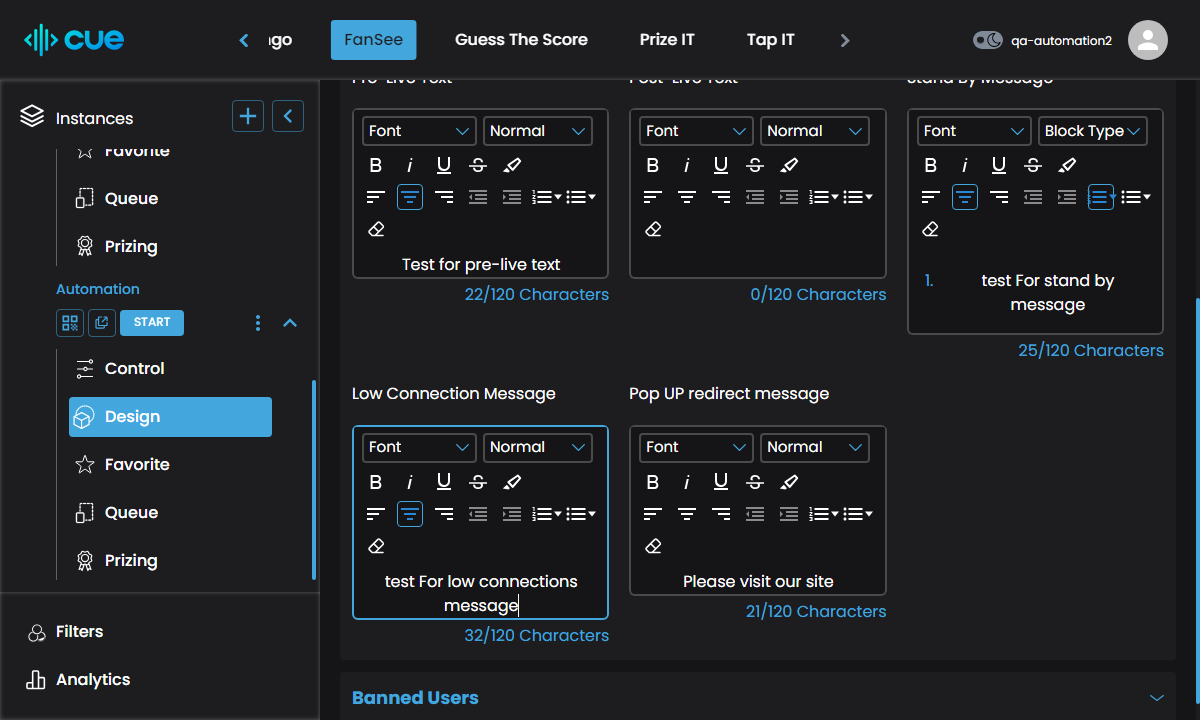 cue
FanSee
Guess The Score
Prize IT
Tap IT
qa-automation2
Instances
Favorite
Queue
Prizing
Automation
START
Control
Design
Favorite
Queue
Prizing
Filters
Analytics
Pre-Live Text
Post-Live Text
Stand By Message
Font
Normal
Font
Normal
Font
Block Type
Test for pre-live text
22/120 Characters
0/120 Characters
1. test For stand by
message
25/120 Characters
Low Connection Message
Pop UP redirect message
Font
Normal
Font
Normal
test For low connections
message
32/120 Characters
Please visit our site
21/120 Characters
Banned Users